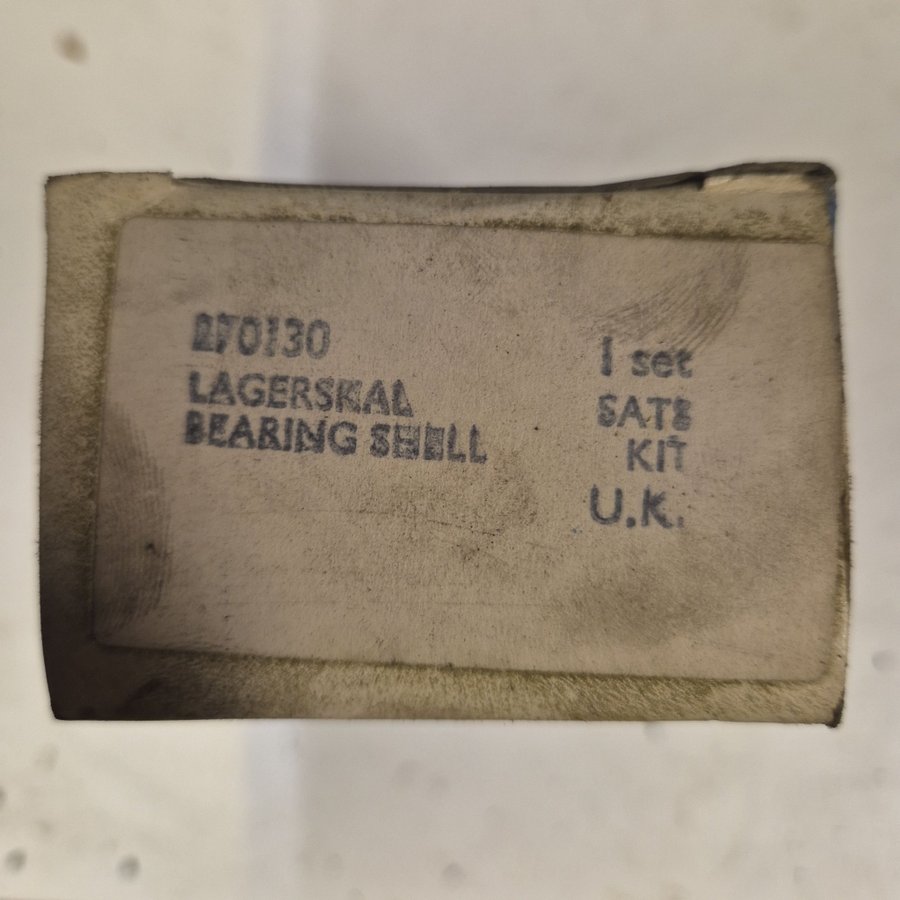 270130
LAGERSKAL
BEARING SHELL
1 set
SATS
KIT
U.K.